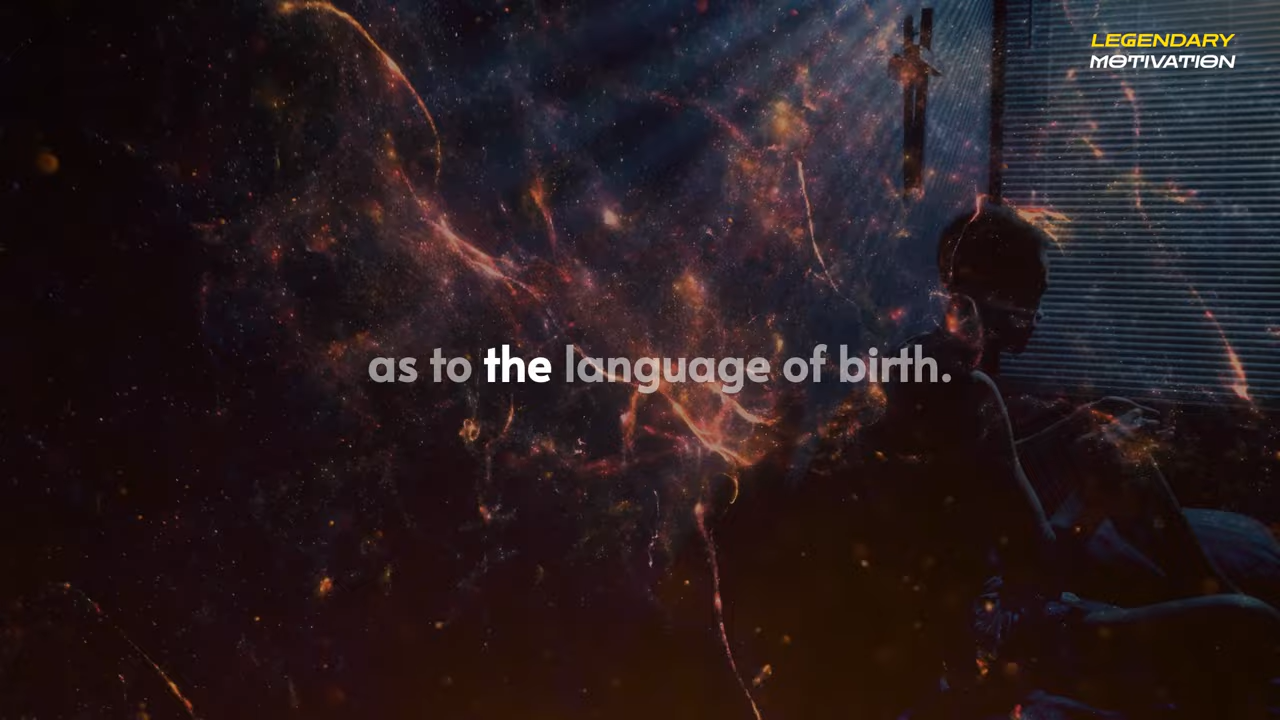 LEGENDARY
MOTIVATION
as to the language of birth.